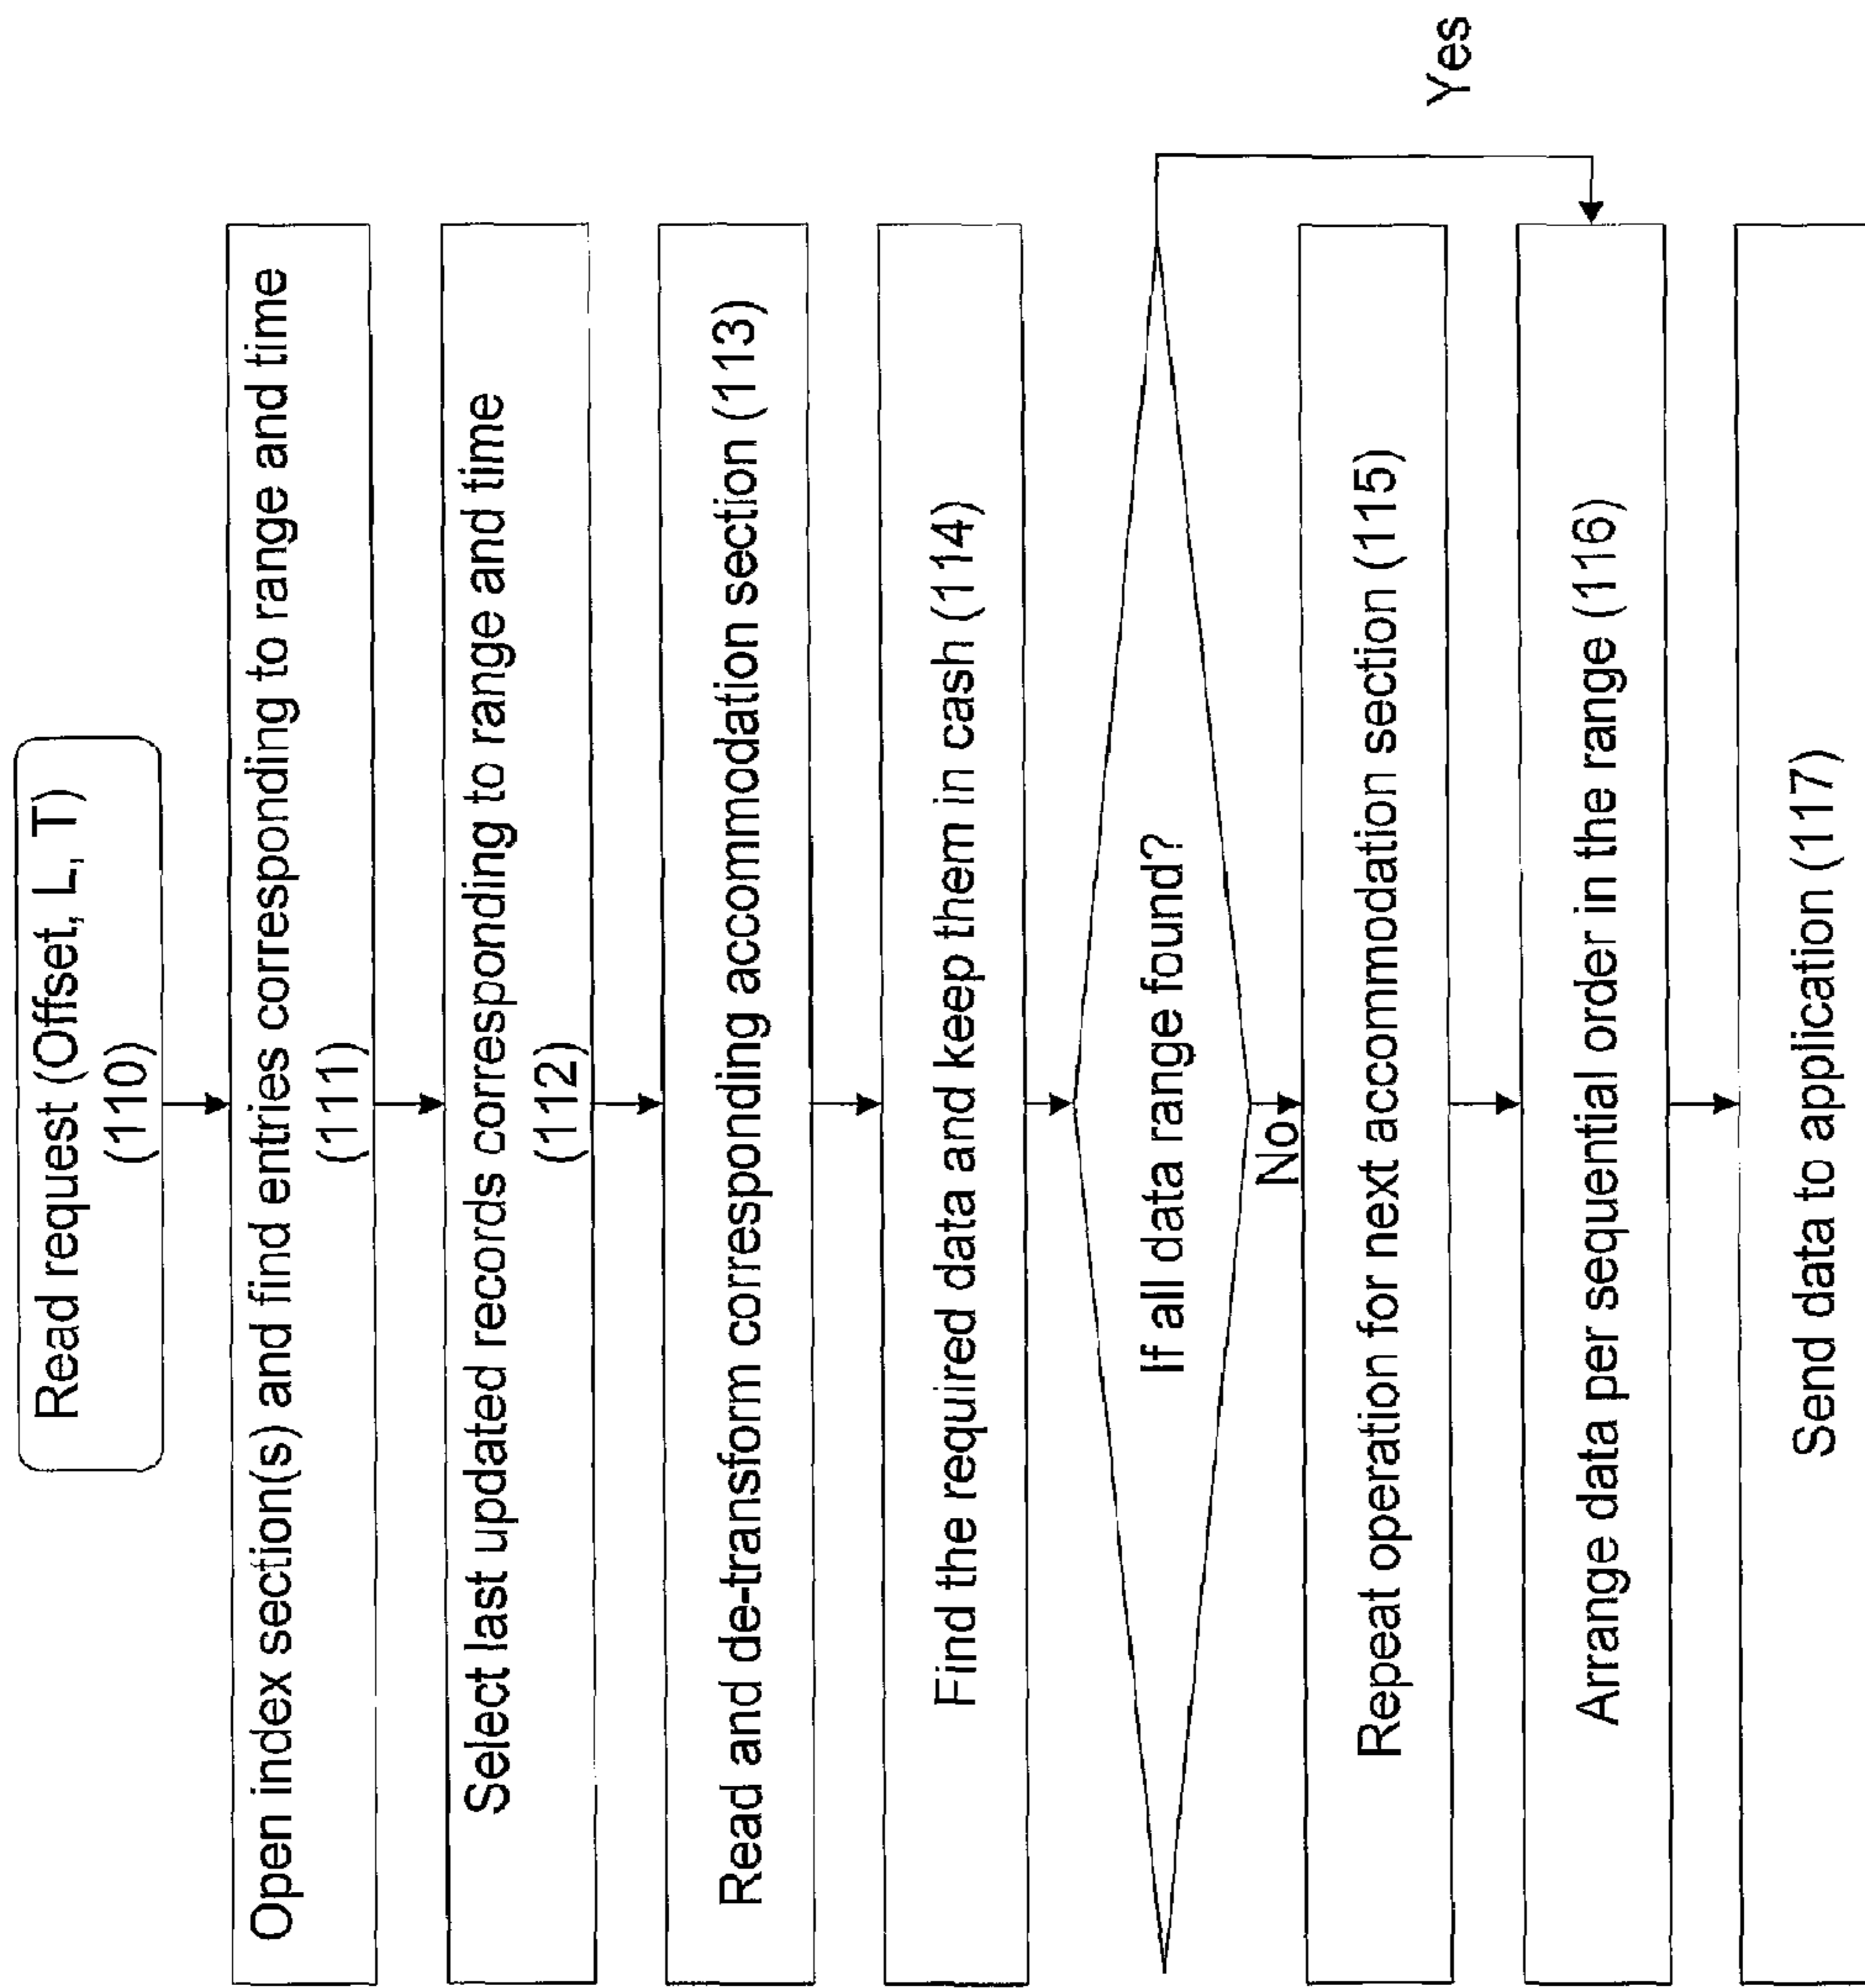 Read request (Offset, L, T)
(110)
Open index section(s) and find entries corresponding to range and time
(111)
Select last updated records corresponding to range and time
(112)
Read and de-transform corresponding accommodation section (113)
Find the required data and keep them in cash (114)
If all data range found?
Yes
No
Repeat operation for next accommodation section (115)
Arrange data per sequential order in the range (116)
Send data to application (117)